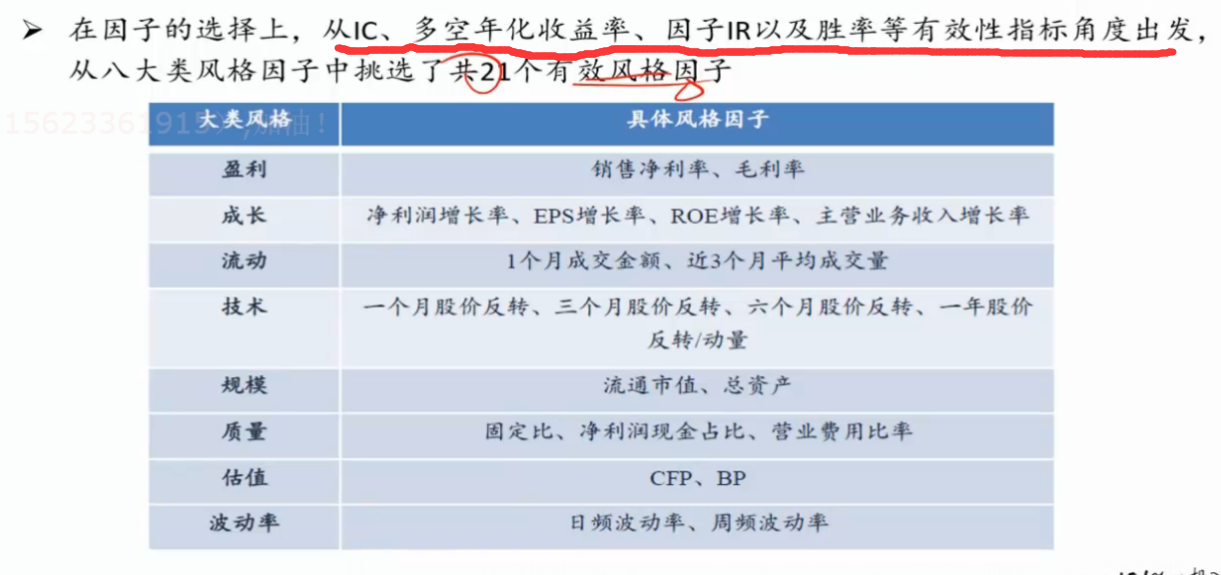 ➢ 在因子的选择上，从IC、多空年化收益率、因子IR以及胜率等有效性指标角度出发，
从八大类风格因子中挑选了共21个有效风格因子
大类风格 具体风格因子
盈利 销售净利率、毛利率
成长 净利润增长率、EPS增长率、ROE增长率、主营业务收入增长率
流动 1个月成交金额、近3个月平均成交量
技术 一个月股价反转、三个月股价反转、六个月股价反转、一年股价
反转/动量
规模 流通市值、总资产
质量 固定比、净利润现金占比、营业费用比率
估值 CFP、BP
波动率 日频波动率、周频波动率